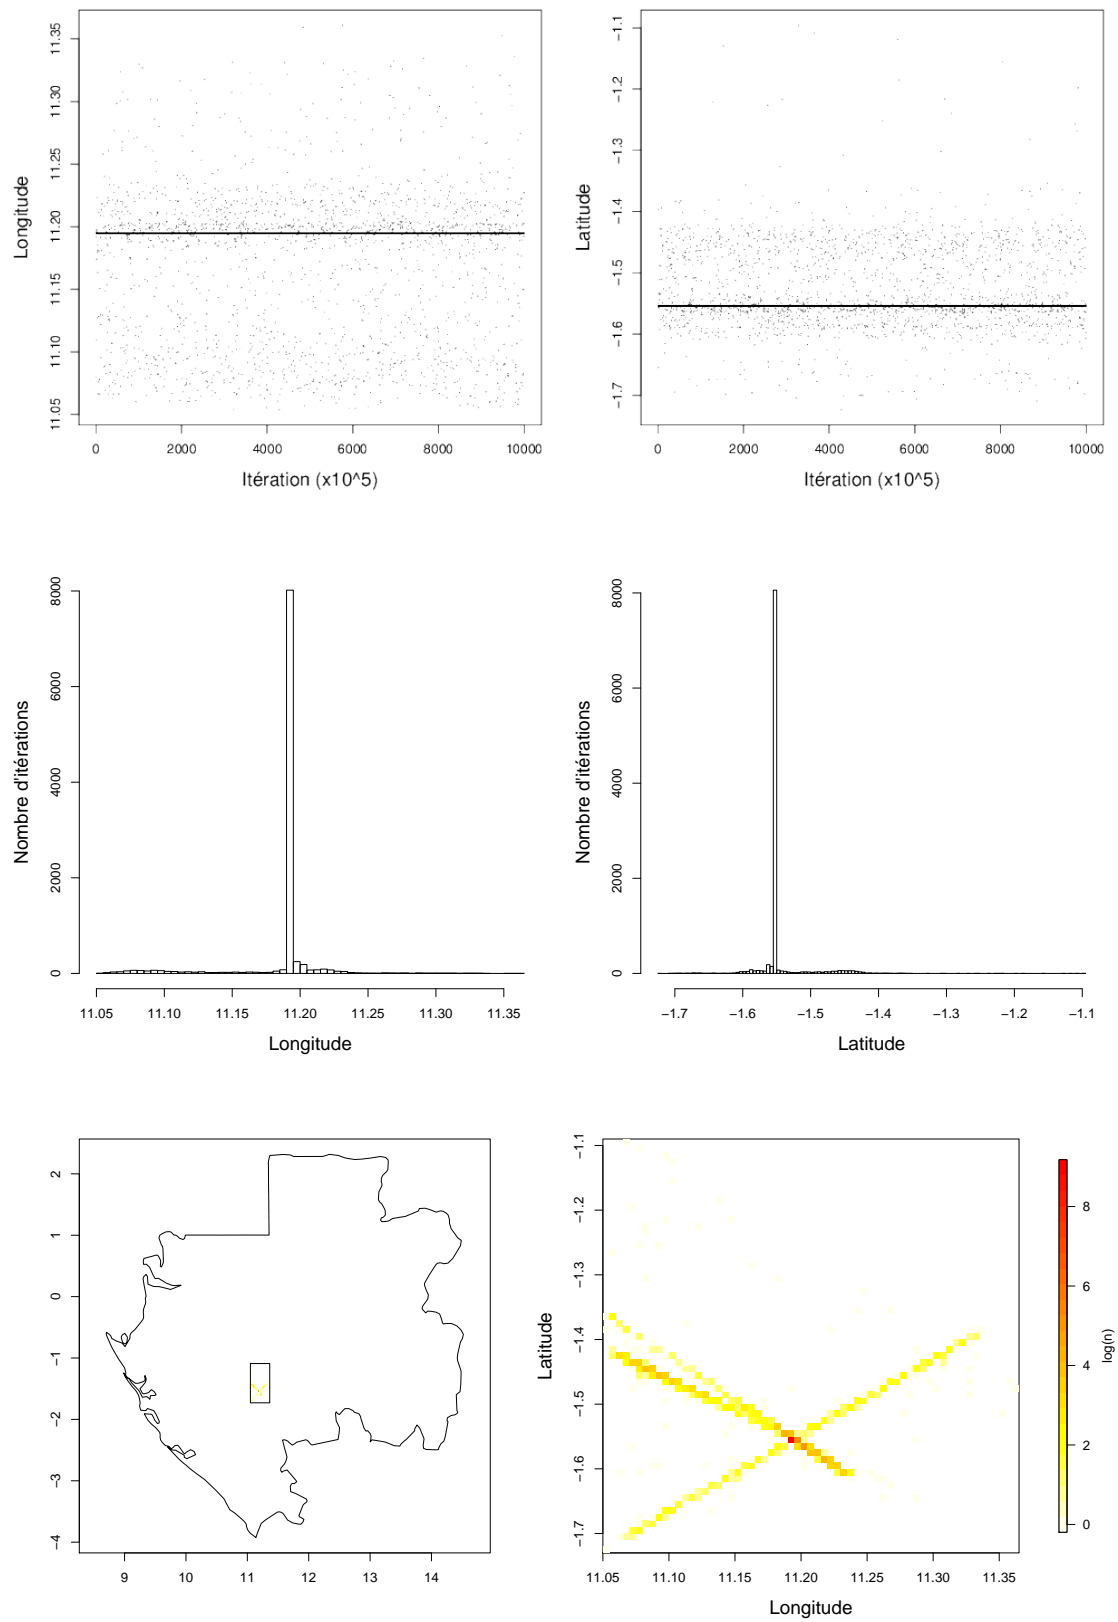 11.05 11.10 11.15 11.20 11.25 11.30 11.35
Longitude
0 2000 4000 6000 8000 10000
Itération (x10^5)
−1.7 −1.6 −1.5 −1.4 −1.3 −1.2 −1.1
Latitude
0 2000 4000 6000 8000 10000
Itération (x10^5)
0 2000 4000 6000 8000
Nombre d'itérations
11.05 11.10 11.15 11.20 11.25 11.30 11.35
Longitude
0 2000 4000 6000 8000
Nombre d'itérations
−1.7 −1.6 −1.5 −1.4 −1.3 −1.2 −1.1
Latitude
−4 −3 −2 −1 0 1 2
9 10 11 12 13 14
−1.7 −1.6 −1.5 −1.4 −1.3 −1.2 −1.1
Latitude
11.05 11.10 11.15 11.20 11.25 11.30 11.35
Longitude
0 2 4 6 8
log(n)